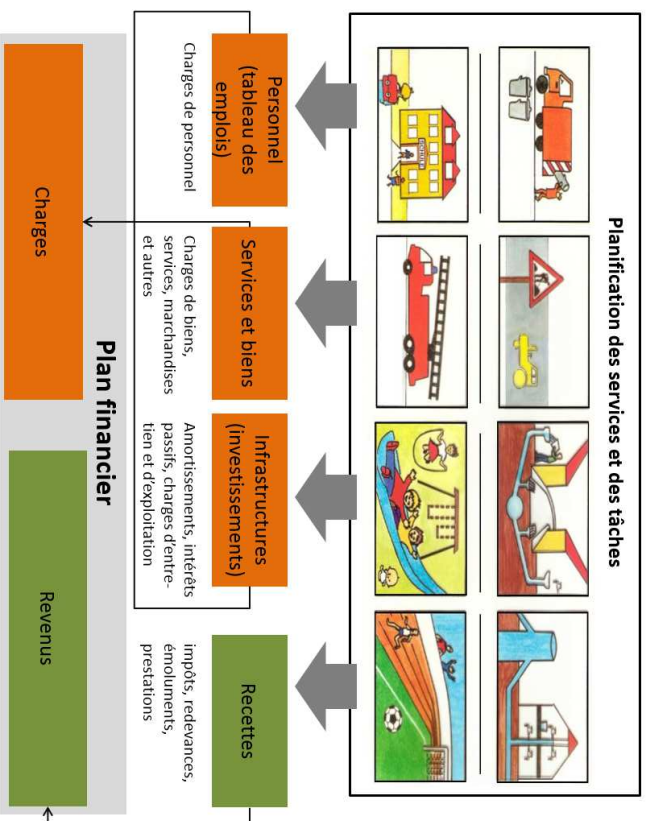 Planification des services et des tâches
SCHULE
Personnel
(tableau des
emplois)
Charges de personnel
Services et biens
Charges de biens,
services, marchandises
et autres
Infrastructures
(investissements)
Amortissements, intérêts
passifs, charges d'entre-
tien et d'exploitation
Recettes
impôts, redevances,
émoluments,
prestations
Plan financier
Charges
Revenus